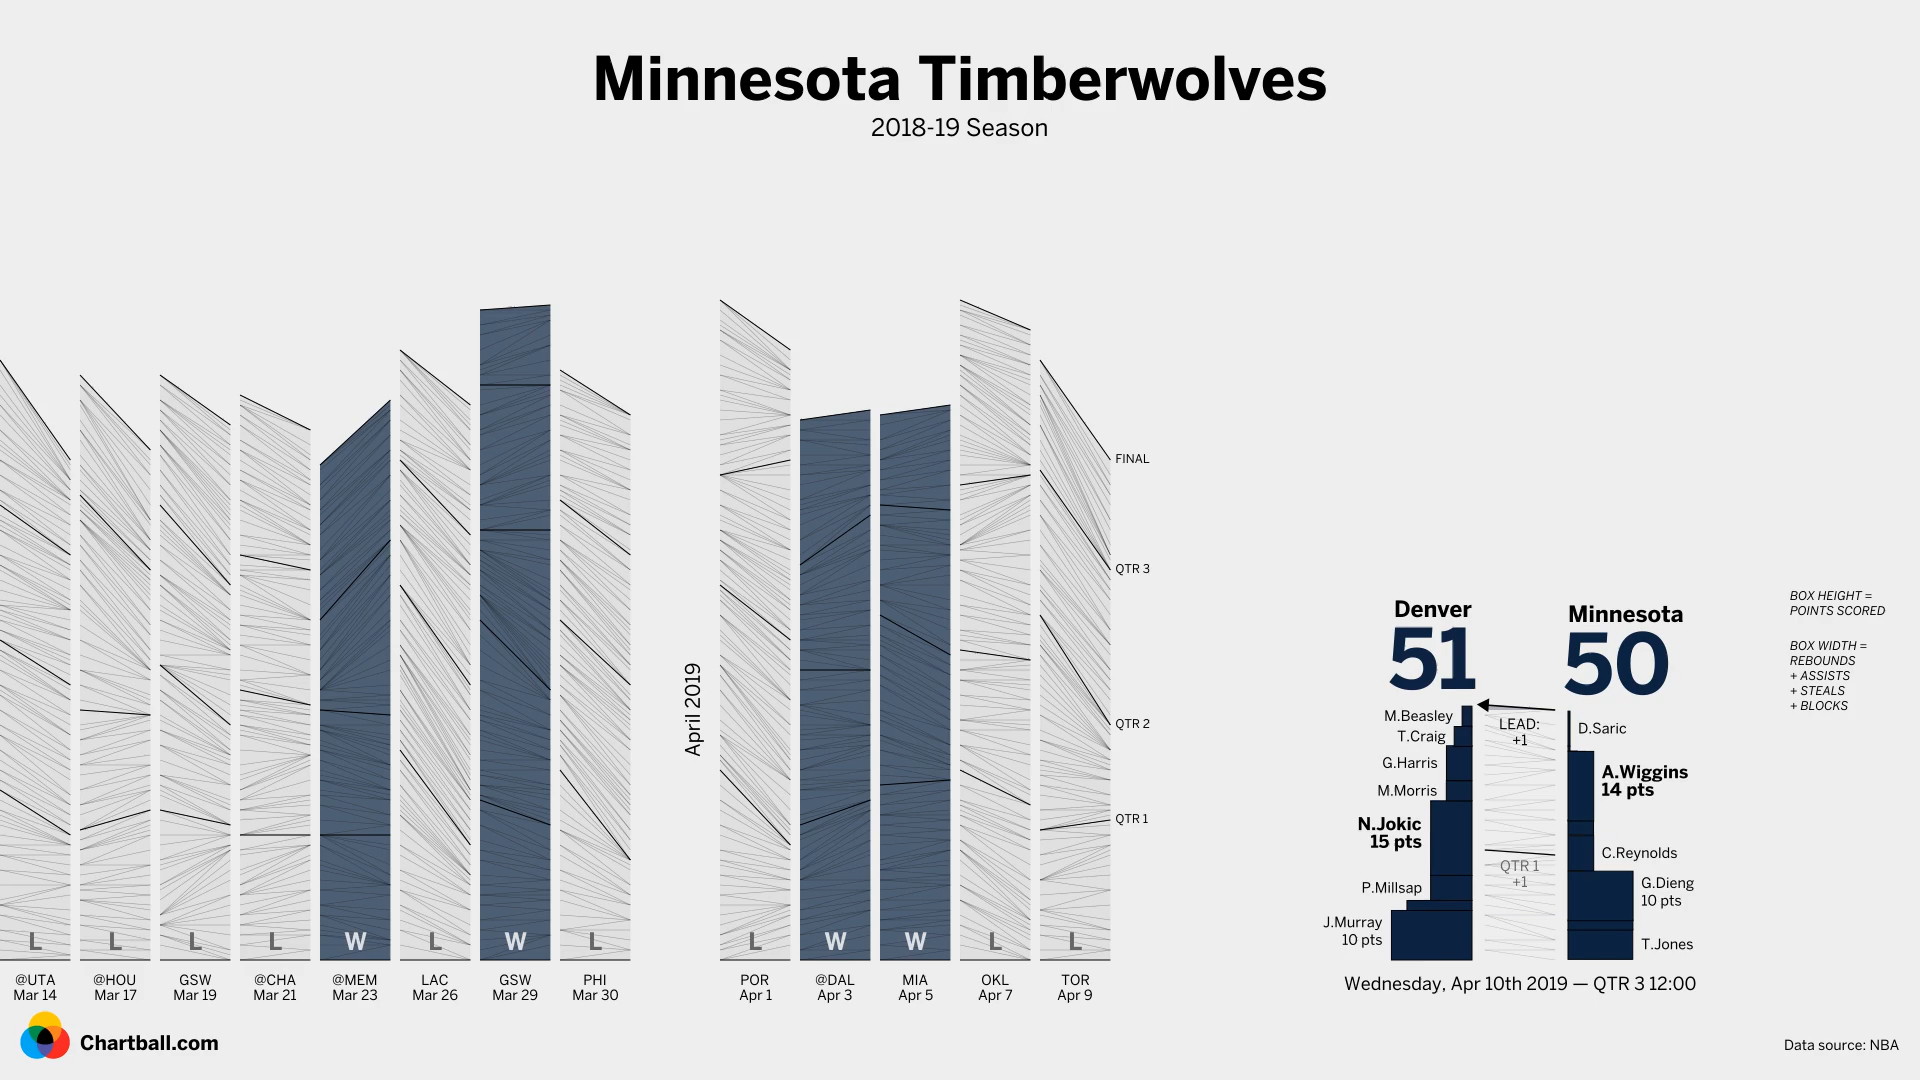 Minnesota Timberwolves
2018-19 Season
FINAL
QTR 3
QTR 2
QTR 1
April 2019
L
L
L
L
W
L
W
L
L
W
W
L
L
@UTA
Mar 14
@HOU
Mar 17
GSW
Mar 19
@CHA
Mar 21
@MEM
Mar 23
LAC
Mar 26
GSW
Mar 29
PHI
Mar 30
POR
Apr 1
@DAL
Apr 3
MIA
Apr 5
OKL
Apr 7
TOR
Apr 9
Denver
51
M.Beasley
T.Craig
G.Harris
M.Morris
N.Jokic
15 pts
P.Millsap
J.Murray
10 pts
LEAD:
+1
QTR 1
+1
Minnesota
50
D.Saric
A.Wiggins
14 pts
C.Reynolds
G.Dieng
10 pts
T.Jones
BOX HEIGHT =
POINTS SCORED
BOX WIDTH =
REBOUNDS
+ ASSISTS
+ STEALS
+ BLOCKS
Wednesday, Apr 10th 2019 — QTR 3 12:00
Chartball.com
Data source: NBA